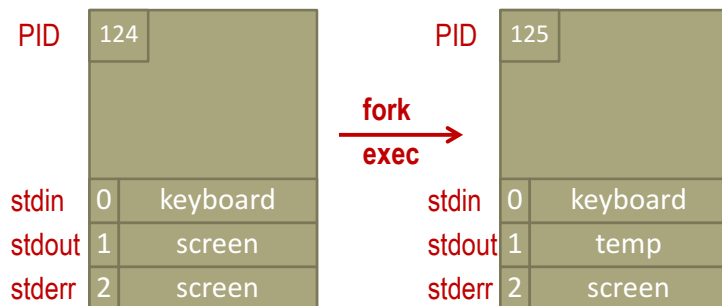 PID 124 PID 125
fork
exec
stdin 0 keyboard stdin 0 keyboard
stdout 1 screen stdout 1 temp
stderr 2 screen stderr 2 screen